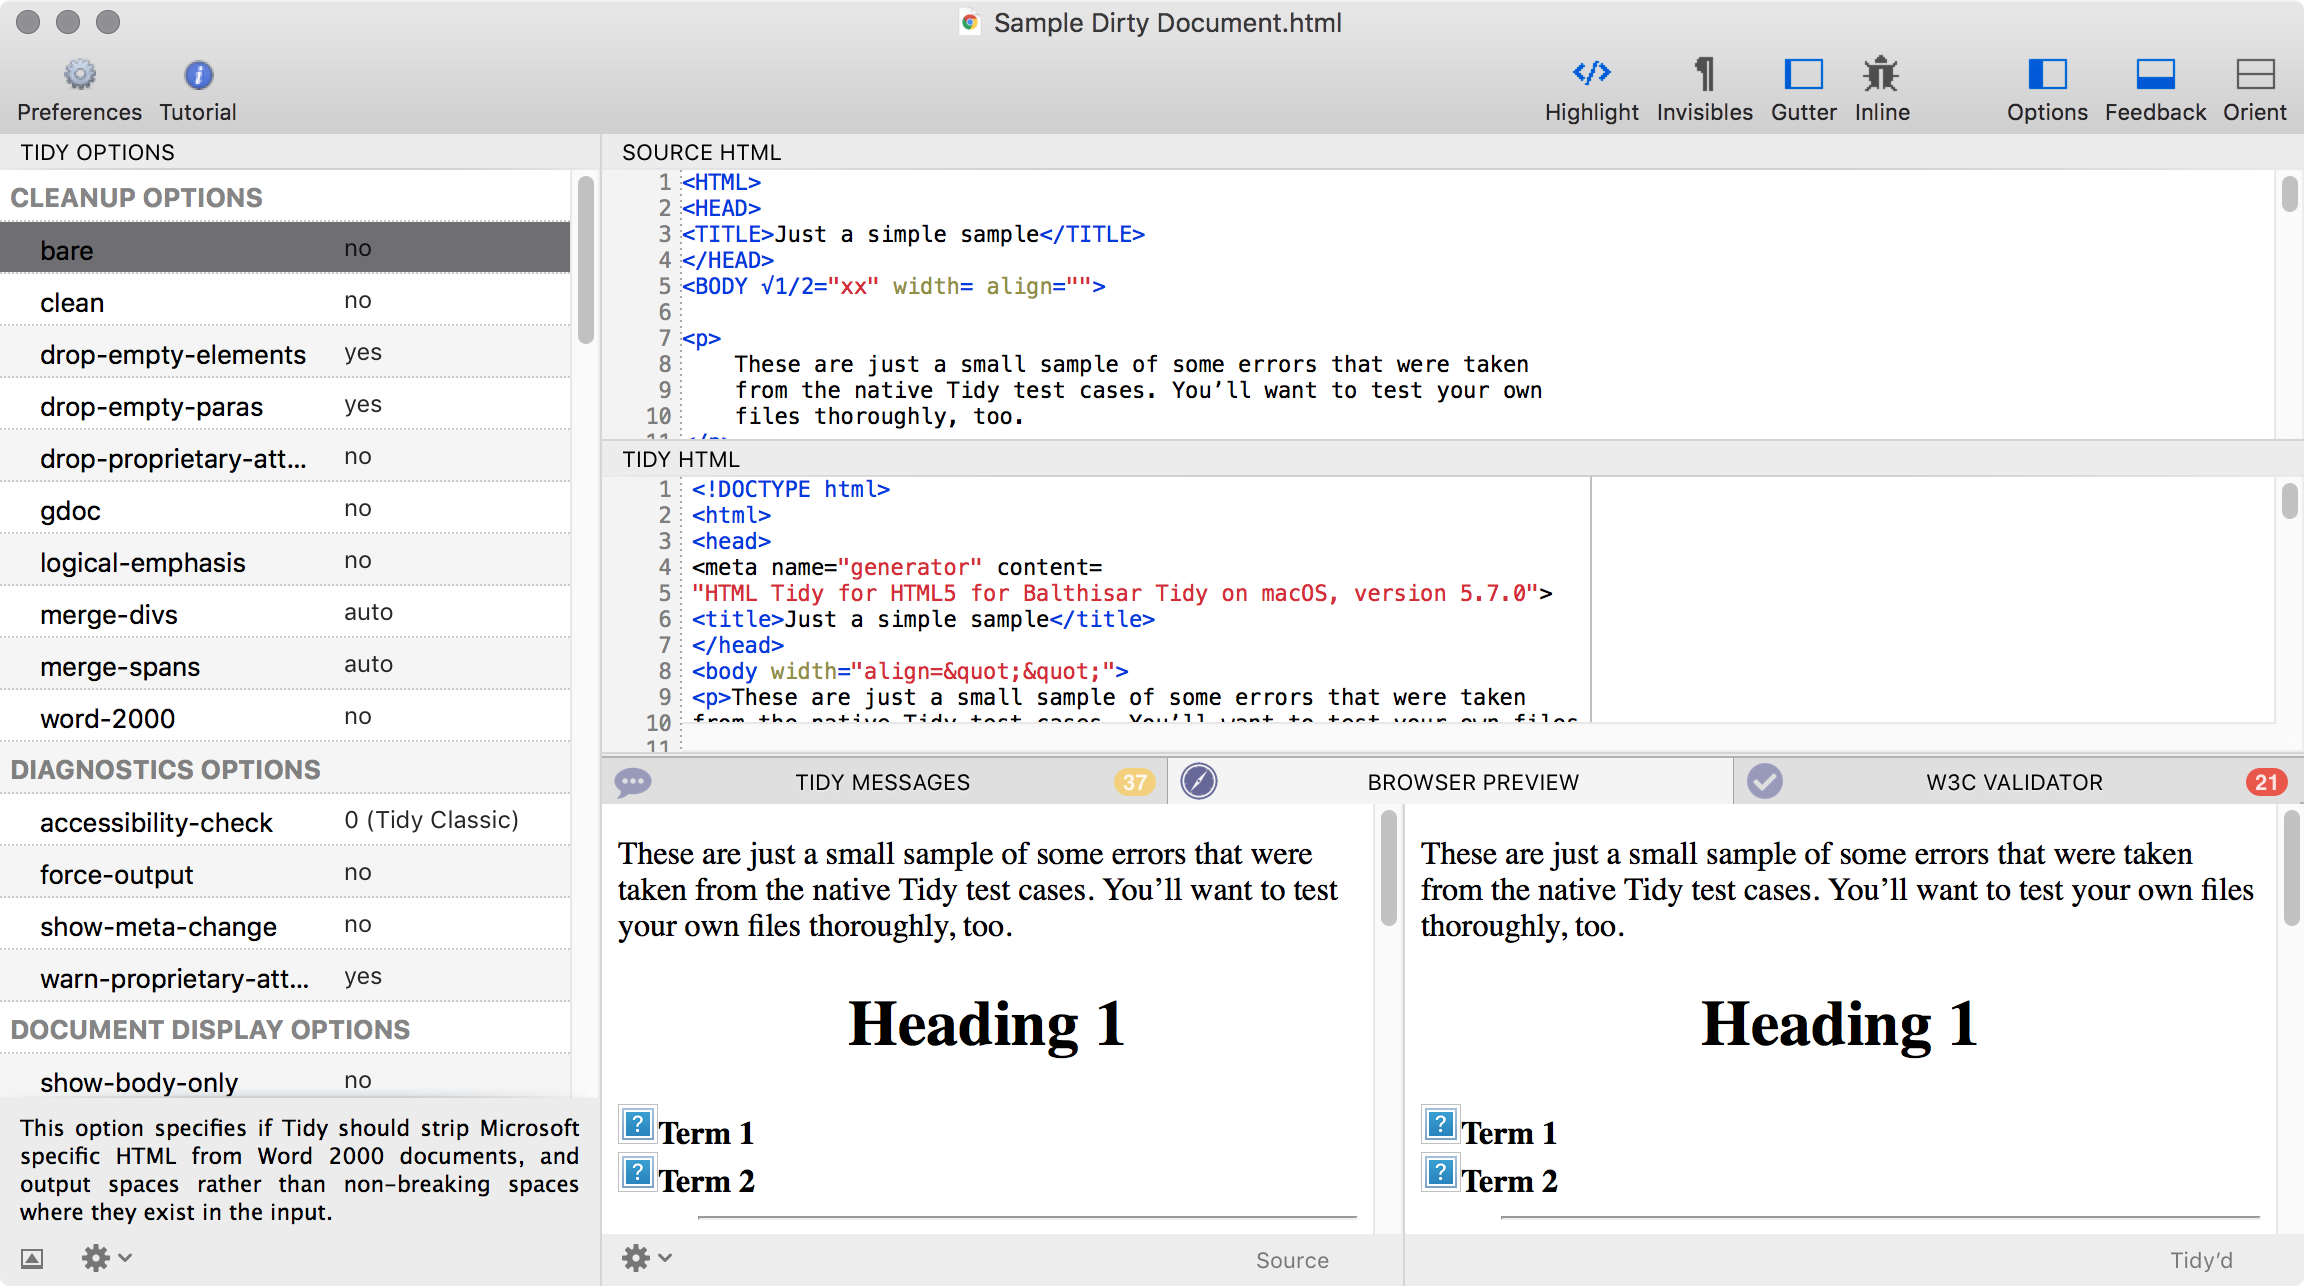 Sample Dirty Document.html
Preferences Tutorial Highlight Invisibles Gutter Inline Options Feedback Orient
TIDY OPTIONS
CLEANUP OPTIONS
bare no
clean no
drop-empty-elements yes
drop-empty-paras yes
drop-proprietary-att... no
gdoc no
logical-emphasis no
merge-divs auto
merge-spans auto
word-2000 no
DIAGNOSTICS OPTIONS
accessibility-check 0 (Tidy Classic)
force-output no
show-meta-change no
warn-proprietary-att... yes
DOCUMENT DISPLAY OPTIONS
show-body-only no
This option specifies if Tidy should strip Microsoft
specific HTML from Word 2000 documents, and
output spaces rather than non-breaking spaces
where they exist in the input.
SOURCE HTML
1 <HTML>
2 <HEAD>
3 <TITLE>Just a simple sample</TITLE>
4 </HEAD>
5 <BODY √1/2="xx" width= align="">
6
7 <p>
8 These are just a small sample of some errors that were taken
9 from the native Tidy test cases. You’ll want to test your own
10 files thoroughly, too.
11 </p>
TIDY HTML
1 <!DOCTYPE html>
2 <html>
3 <head>
4 <meta name="generator" content=
5 "HTML Tidy for HTML5 for Balthisar Tidy on macOS, version 5.7.0">
6 <title>Just a simple sample</title>
7 </head>
8 <body width="align=&quot;&quot;">
9 <p>These are just a small sample of some errors that were taken
10 from the native Tidy test cases. You’ll want to test your own files
11
TIDY MESSAGES 37 BROWSER PREVIEW W3C VALIDATOR 21
These are just a small sample of some errors that were
taken from the native Tidy test cases. You’ll want to test
your own files thoroughly, too.
Heading 1
Term 1
Term 2
Source
These are just a small sample of some errors that were taken
from the native Tidy test cases. You’ll want to test your own files
thoroughly, too.
Heading 1
Term 1
Term 2
Tidy’d